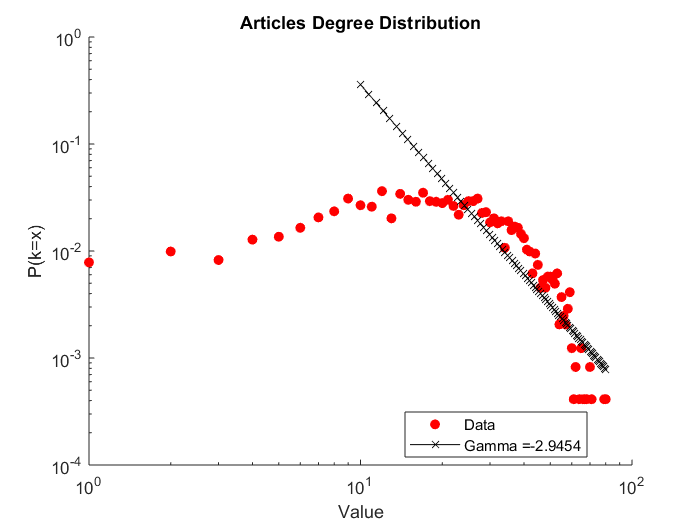 Articles Degree Distribution
10^0
10^-1
10^-2
10^-3
10^-4
P(k=x)
Data
Gamma =-2.9454
10^0
10^1
10^2
Value